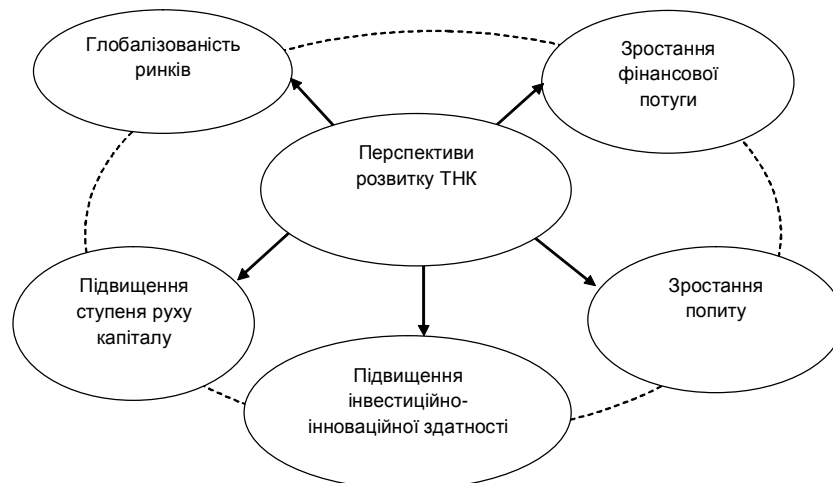 Глобалізованість
ринків
Зростання
фінансової
потуги
Перспективи
розвитку ТНК
Підвищення
ступеня руху
капіталу
Зростання
попиту
Підвищення
інвестиційно-
інноваційної здатності